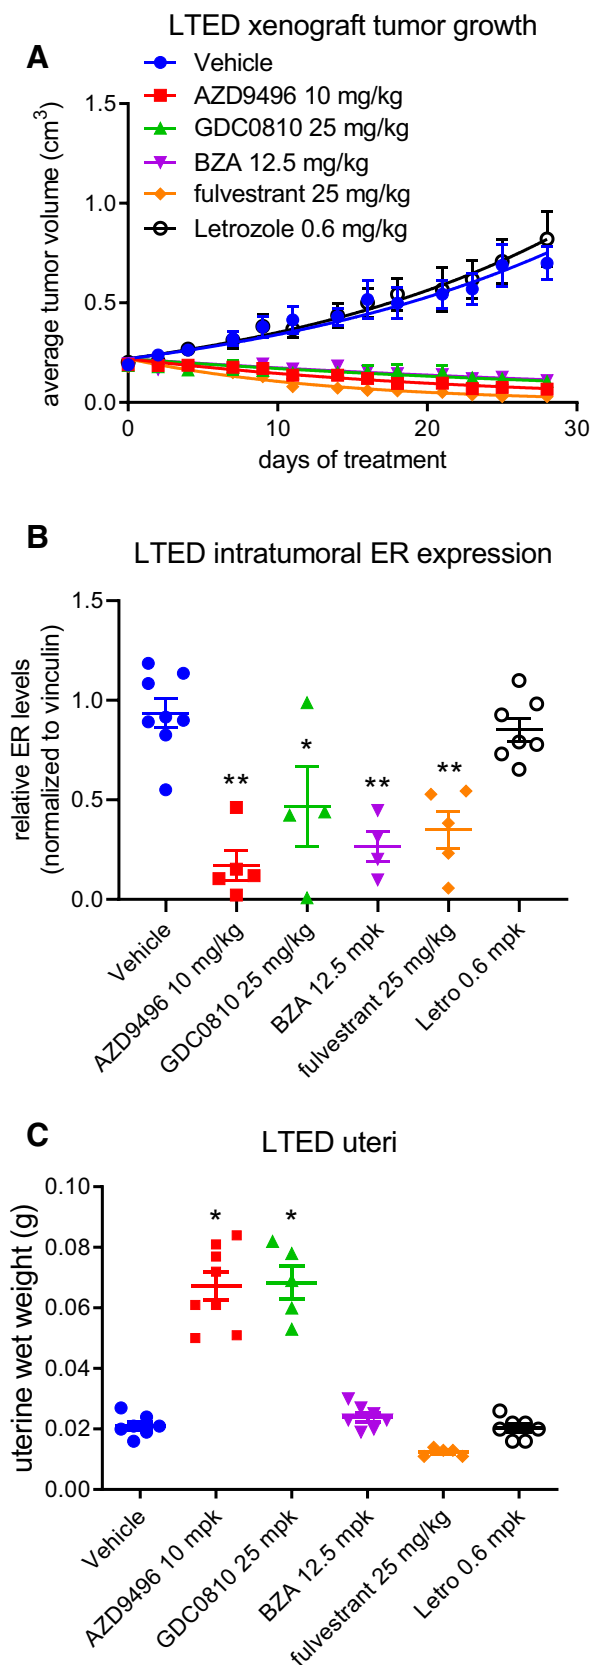 LTED xenograft tumor growth
A
Vehicle
AZD9496 10 mg/kg
GDC0810 25 mg/kg
BZA 12.5 mg/kg
fulvestrant 25 mg/kg
Letrozole 0.6 mg/kg
average tumor volume (cm³)
1.5
1.0
0.5
0.0
0
10
20
30
days of treatment
B
LTED intratumoral ER expression
relative ER levels
(normalized to vinculin)
1.5
1.0
0.5
0.0
**
*
**
**
Vehicle
AZD9496 10 mg/kg
GDC0810 25 mg/kg
BZA 12.5 mpk
fulvestrant 25 mg/kg
Letro 0.6 mpk
C
LTED uteri
uterine wet weight (g)
0.10
0.08
0.06
0.04
0.02
0.00
*
*
Vehicle
AZD9496 10 mpk
GDC0810 25 mpk
BZA 12.5 mpk
fulvestrant 25 mg/kg
Letro 0.6 mpk